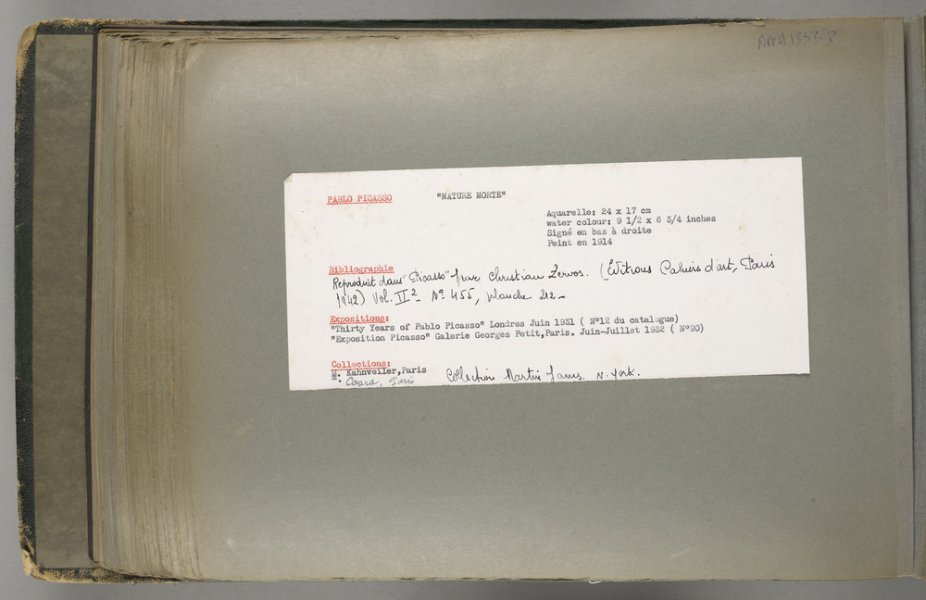 PABLO PICASSO "NATURE MORTE"
Aquarelle: 24 x 17 cm
water colour: 9 1/2 x 6 3/4 inches
Signé en bas à droite
Peint en 1914
Bibliographie
Reproduit dans "Picasso" par Christian Zervos. (Editions Cahiers d'art, Paris
1942) Vol. II2 - No 455, planche 212 -
Expositions:
"Thirty Years of Pablo Picasso" Londres Juin 1931 ( N°12 du catalogue)
"Exposition Picasso" Galerie Georges Petit,Paris. Juin-Juillet 1932 ( N°90)
Collections:
M. Kahnveiler,Paris
Paris Collection Martin Janis N. York.